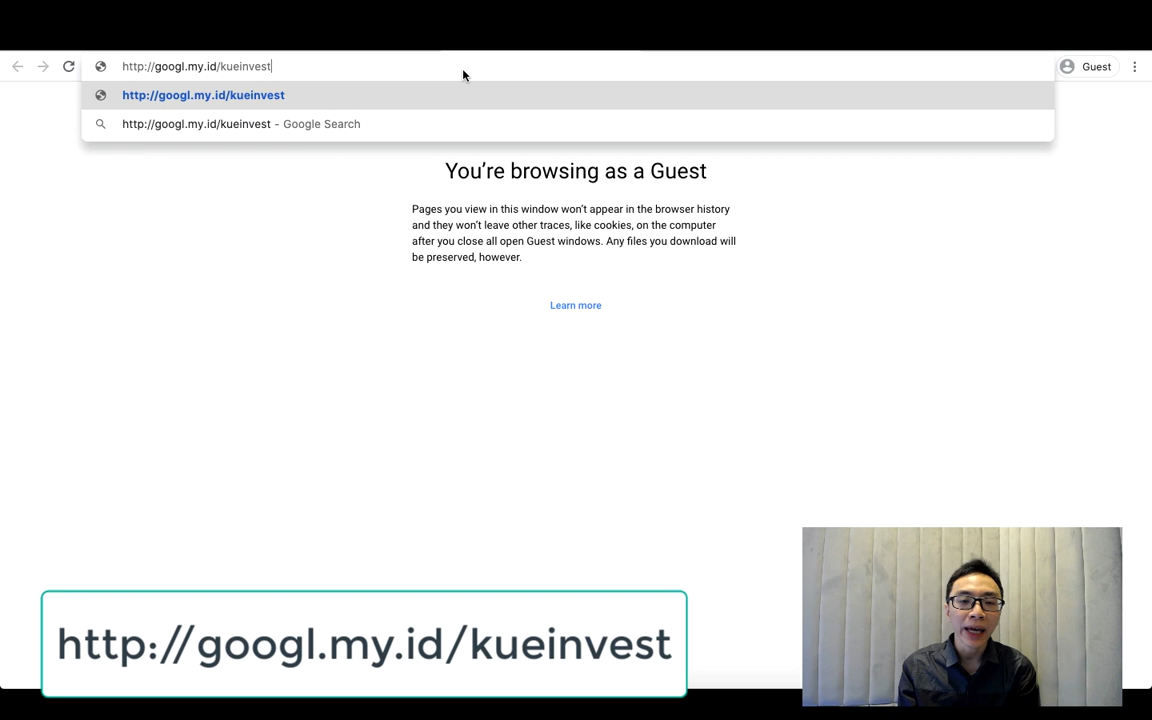 http://googl.my.id/kueinvest
Guest
http://googl.my.id/kueinvest
http://googl.my.id/kueinvest - Google Search
You’re browsing as a Guest
Pages you view in this window won’t appear in the browser history
and they won’t leave other traces, like cookies, on the computer
after you close all open Guest windows. Any files you download will
be preserved, however.
Learn more
http://googl.my.id/kueinvest